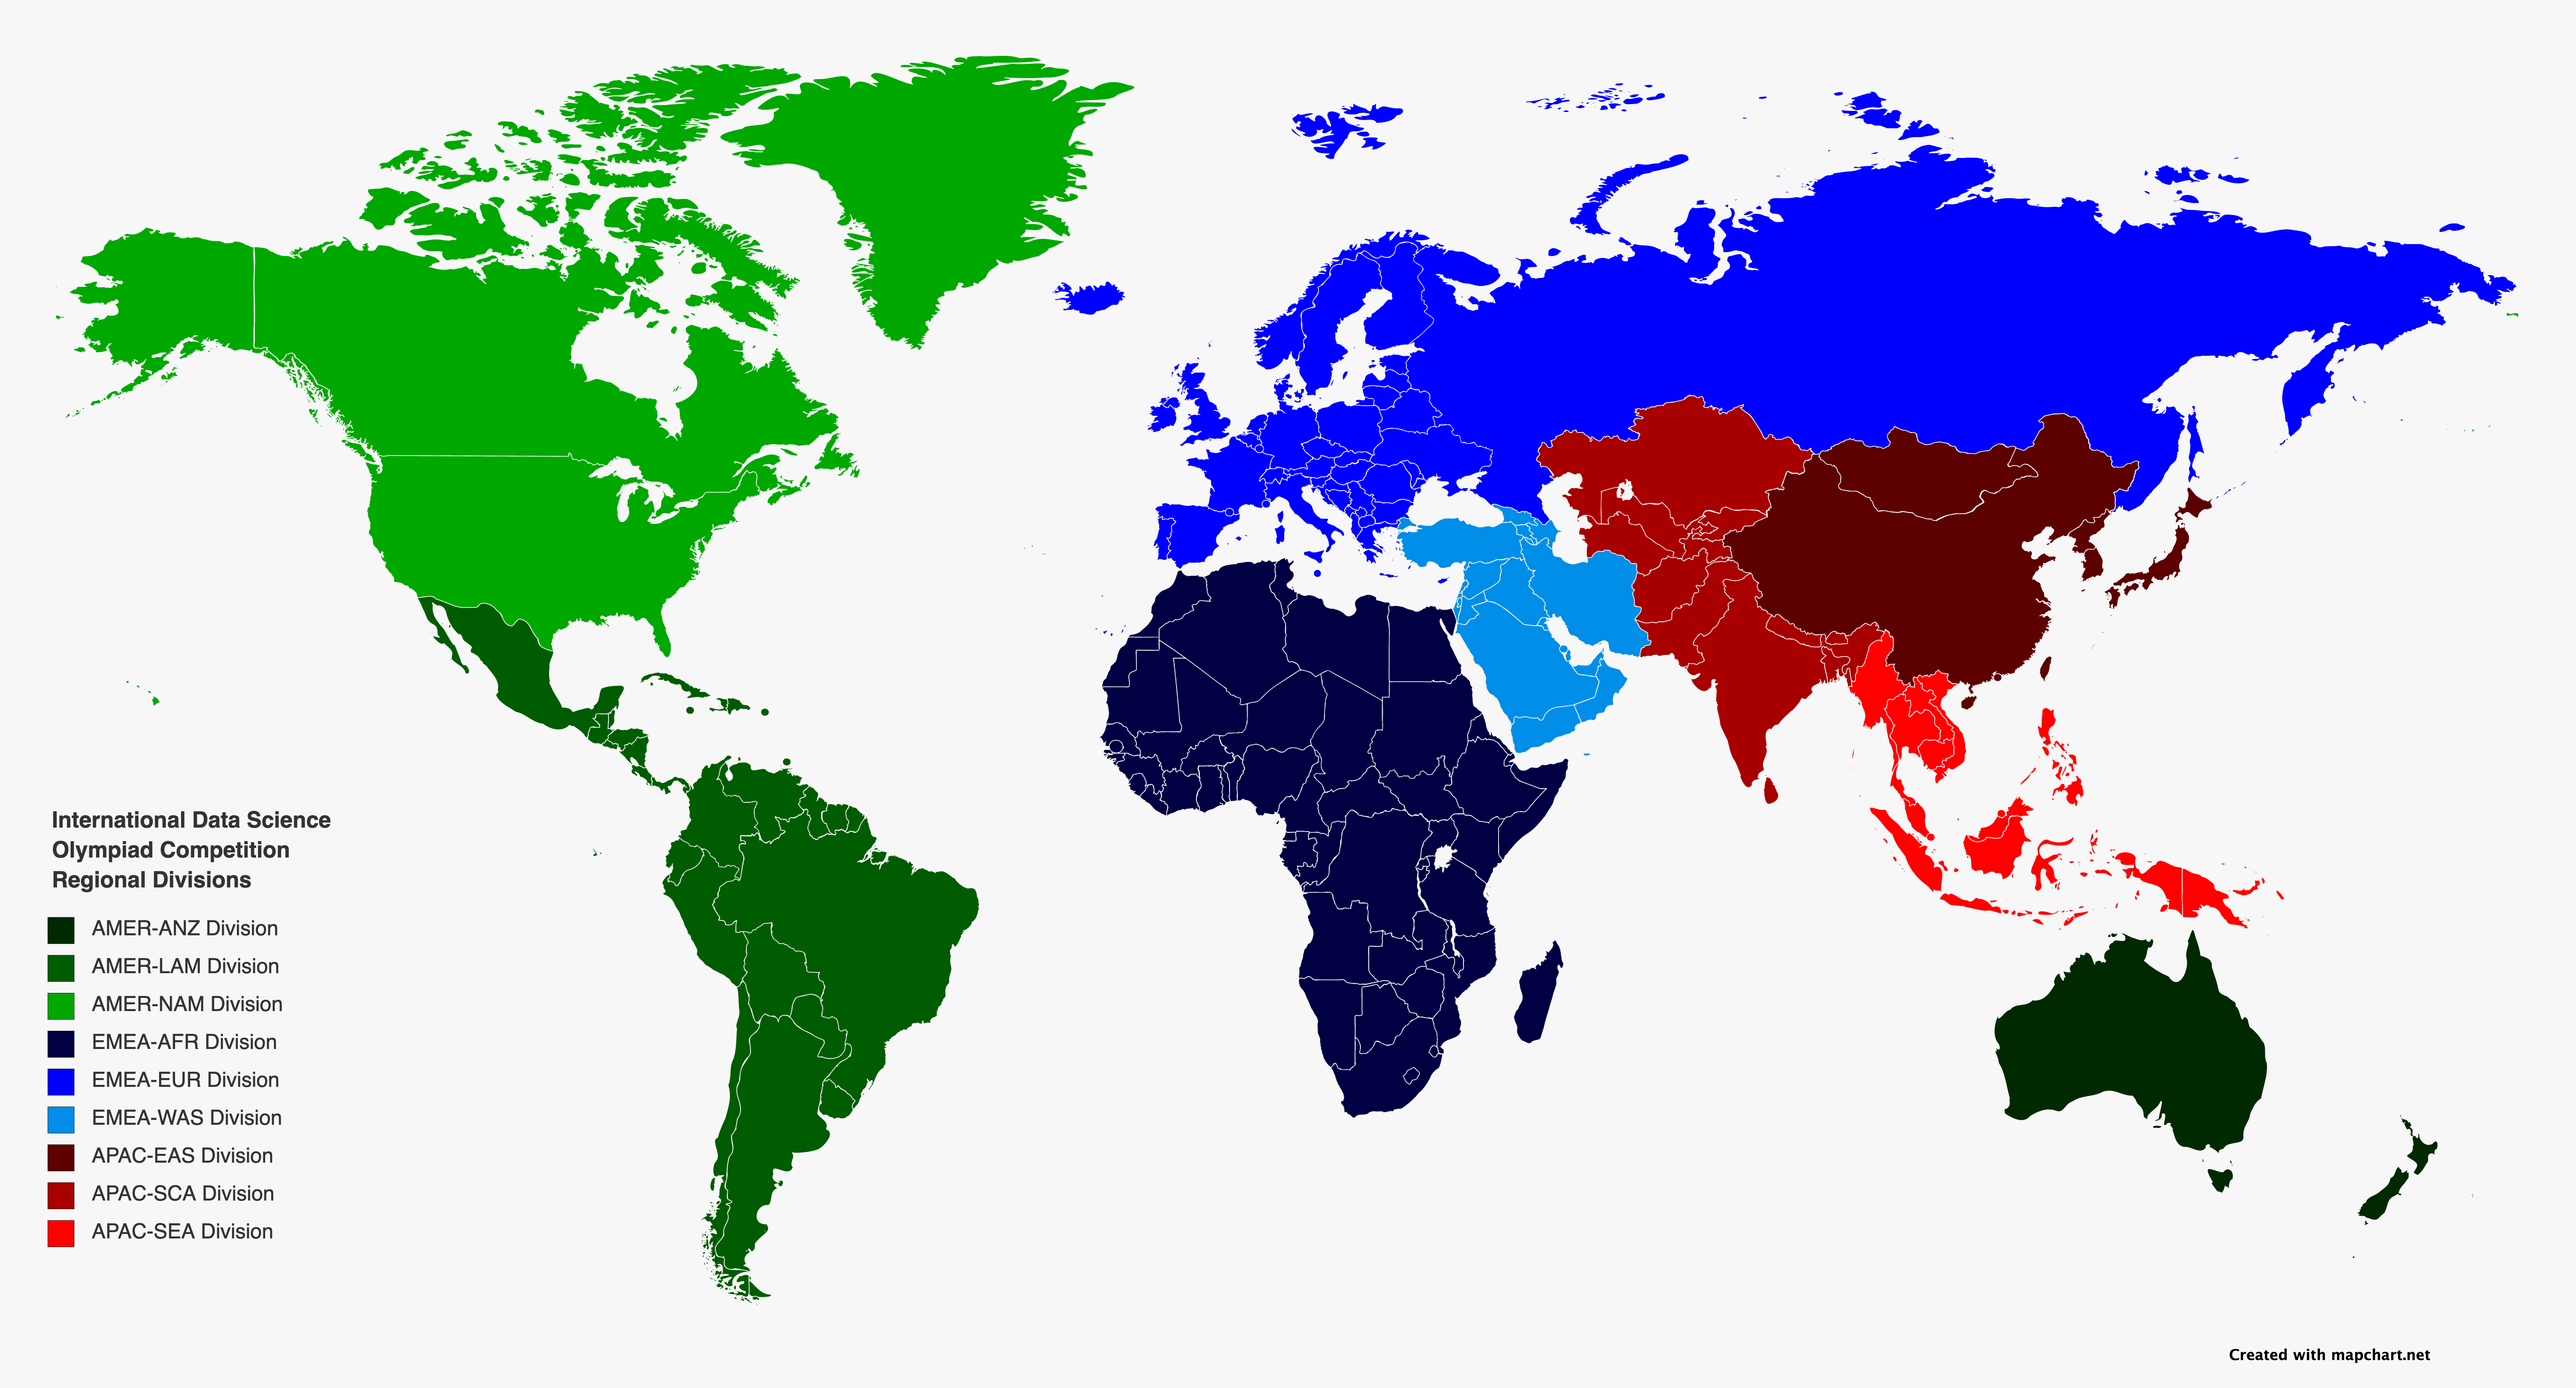 International Data Science
Olympiad Competition
Regional Divisions
AMER-ANZ Division
AMER-LAM Division
AMER-NAM Division
EMEA-AFR Division
EMEA-EUR Division
EMEA-WAS Division
APAC-EAS Division
APAC-SCA Division
APAC-SEA Division
Created with mapchart.net